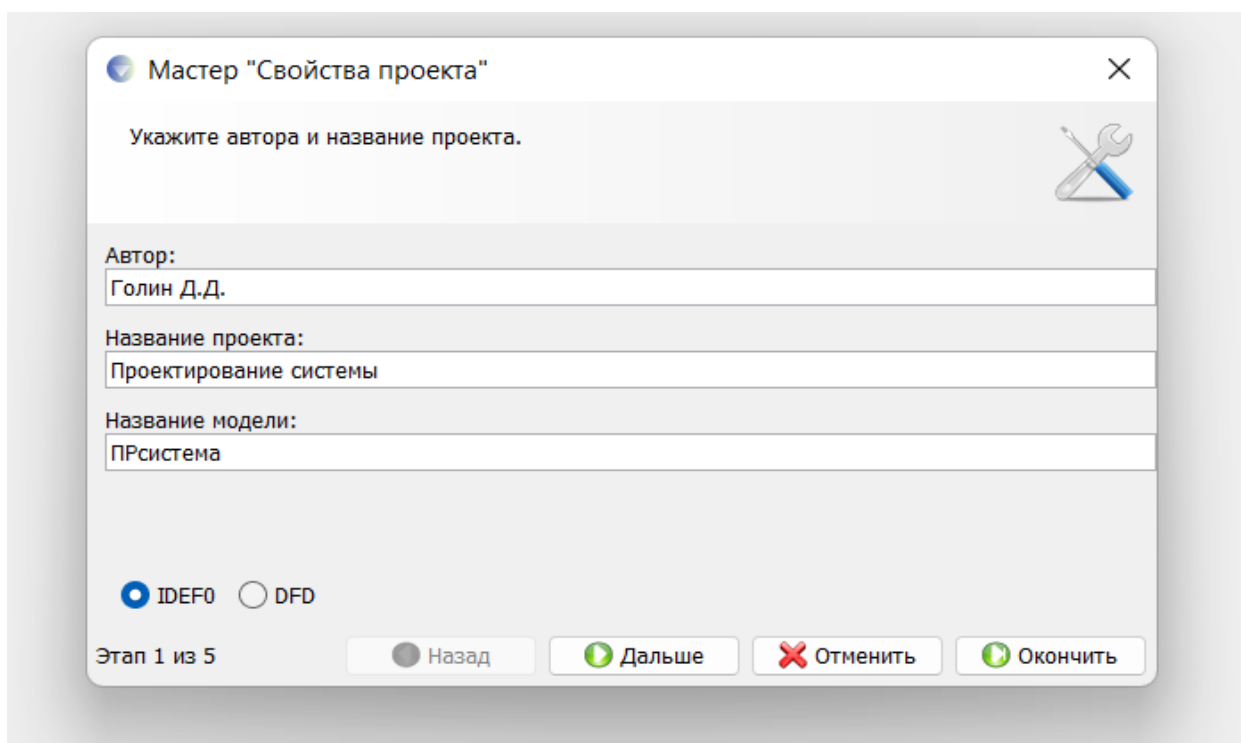 Мастер "Свойства проекта"
Укажите автора и название проекта.
Автор:
Голин Д.Д.
Название проекта:
Проектирование системы
Название модели:
ПРсистема
IDEF0 DFD
Этап 1 из 5 Назад Дальше Отменить Окончить